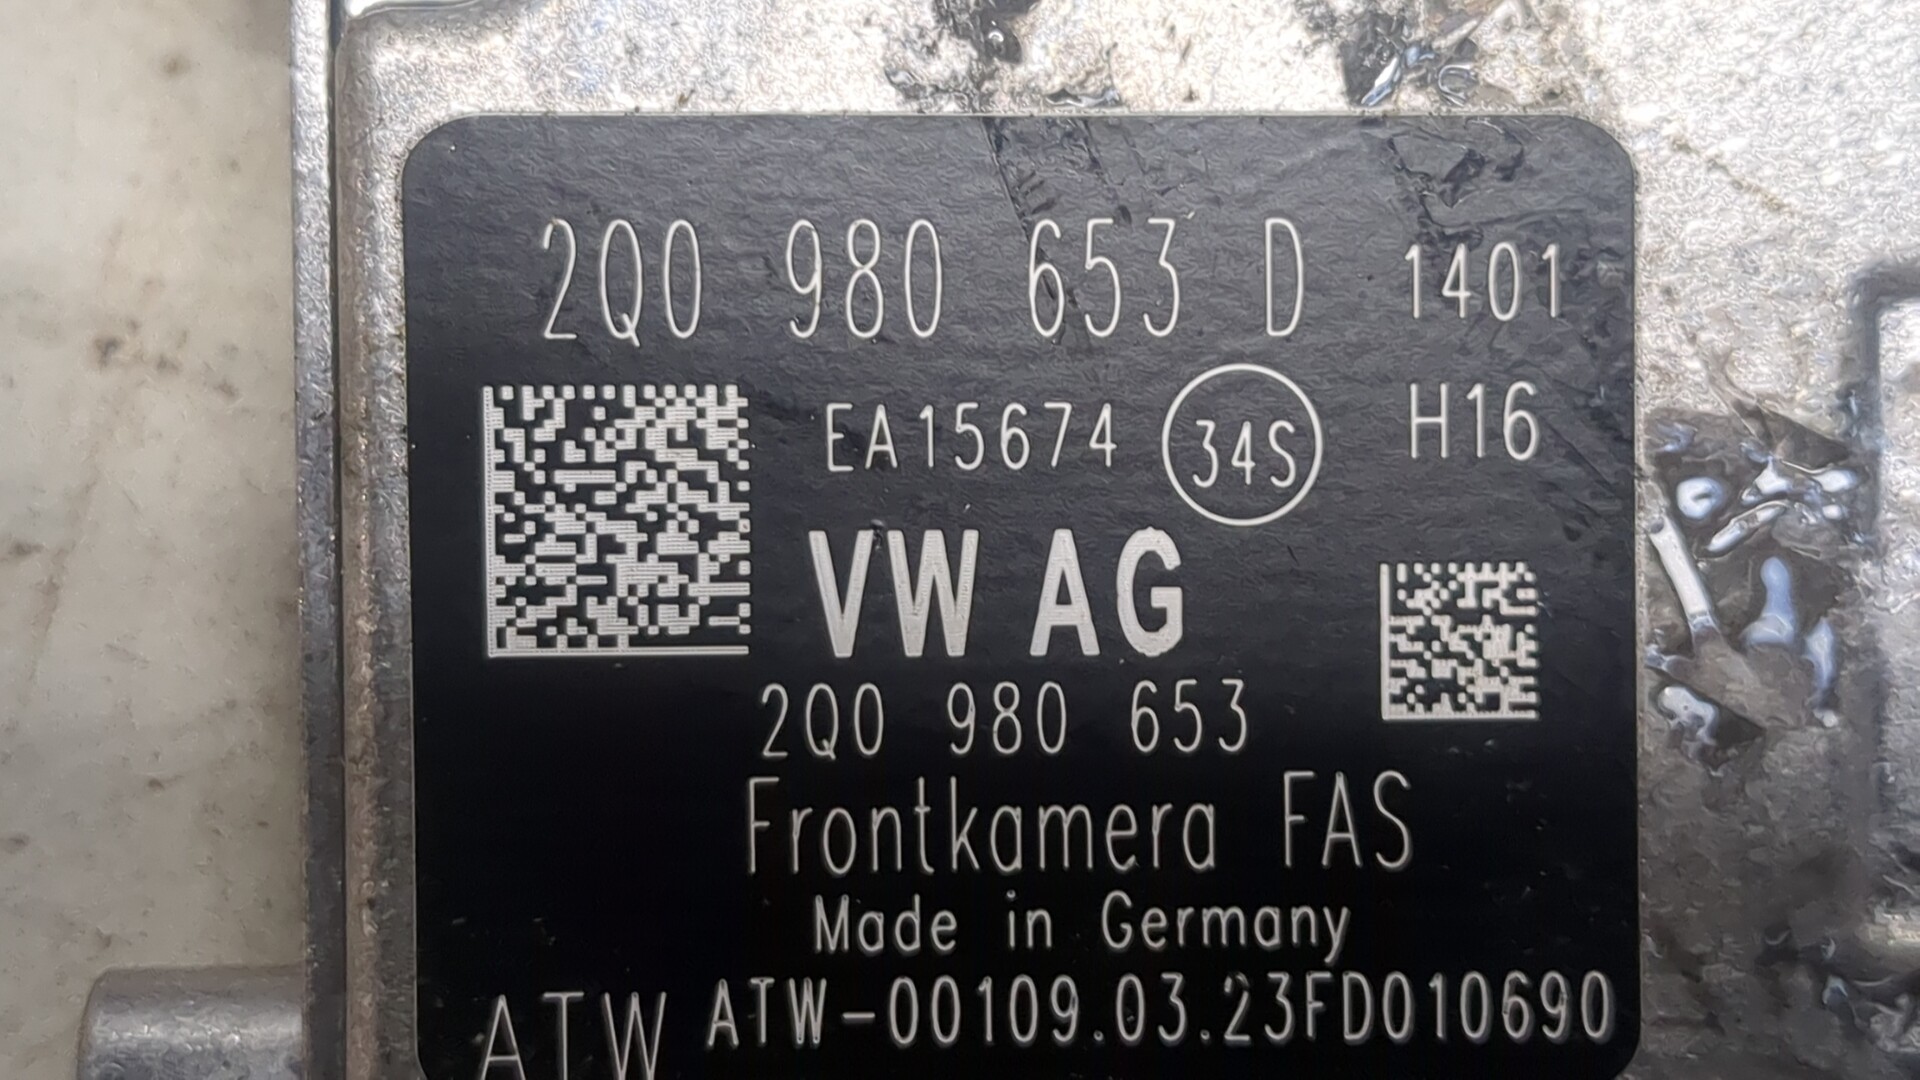 2Q0 980 653 D 1401
EA15674 34S H16
VW AG
2Q0 980 653
Frontkamera FAS
Made in Germany
ATW ATW-00109.03.23FD010690